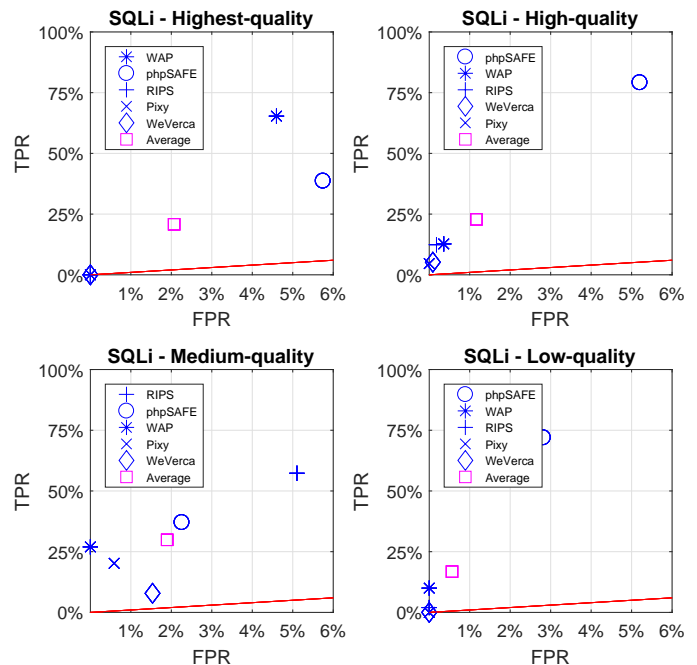 SQLi - Highest-quality
100%
75%
50%
25%
0%
TPR
WAP
phpSAFE
RIPS
Pixy
WeVerca
Average
1% 2% 3% 4% 5% 6%
FPR
SQLi - High-quality
100%
75%
50%
25%
0%
TPR
phpSAFE
WAP
RIPS
WeVerca
Pixy
Average
1% 2% 3% 4% 5% 6%
FPR
SQLi - Medium-quality
100%
75%
50%
25%
0%
TPR
RIPS
phpSAFE
WAP
Pixy
WeVerca
Average
1% 2% 3% 4% 5% 6%
FPR
SQLi - Low-quality
100%
75%
50%
25%
0%
TPR
phpSAFE
WAP
RIPS
Pixy
WeVerca
Average
1% 2% 3% 4% 5% 6%
FPR